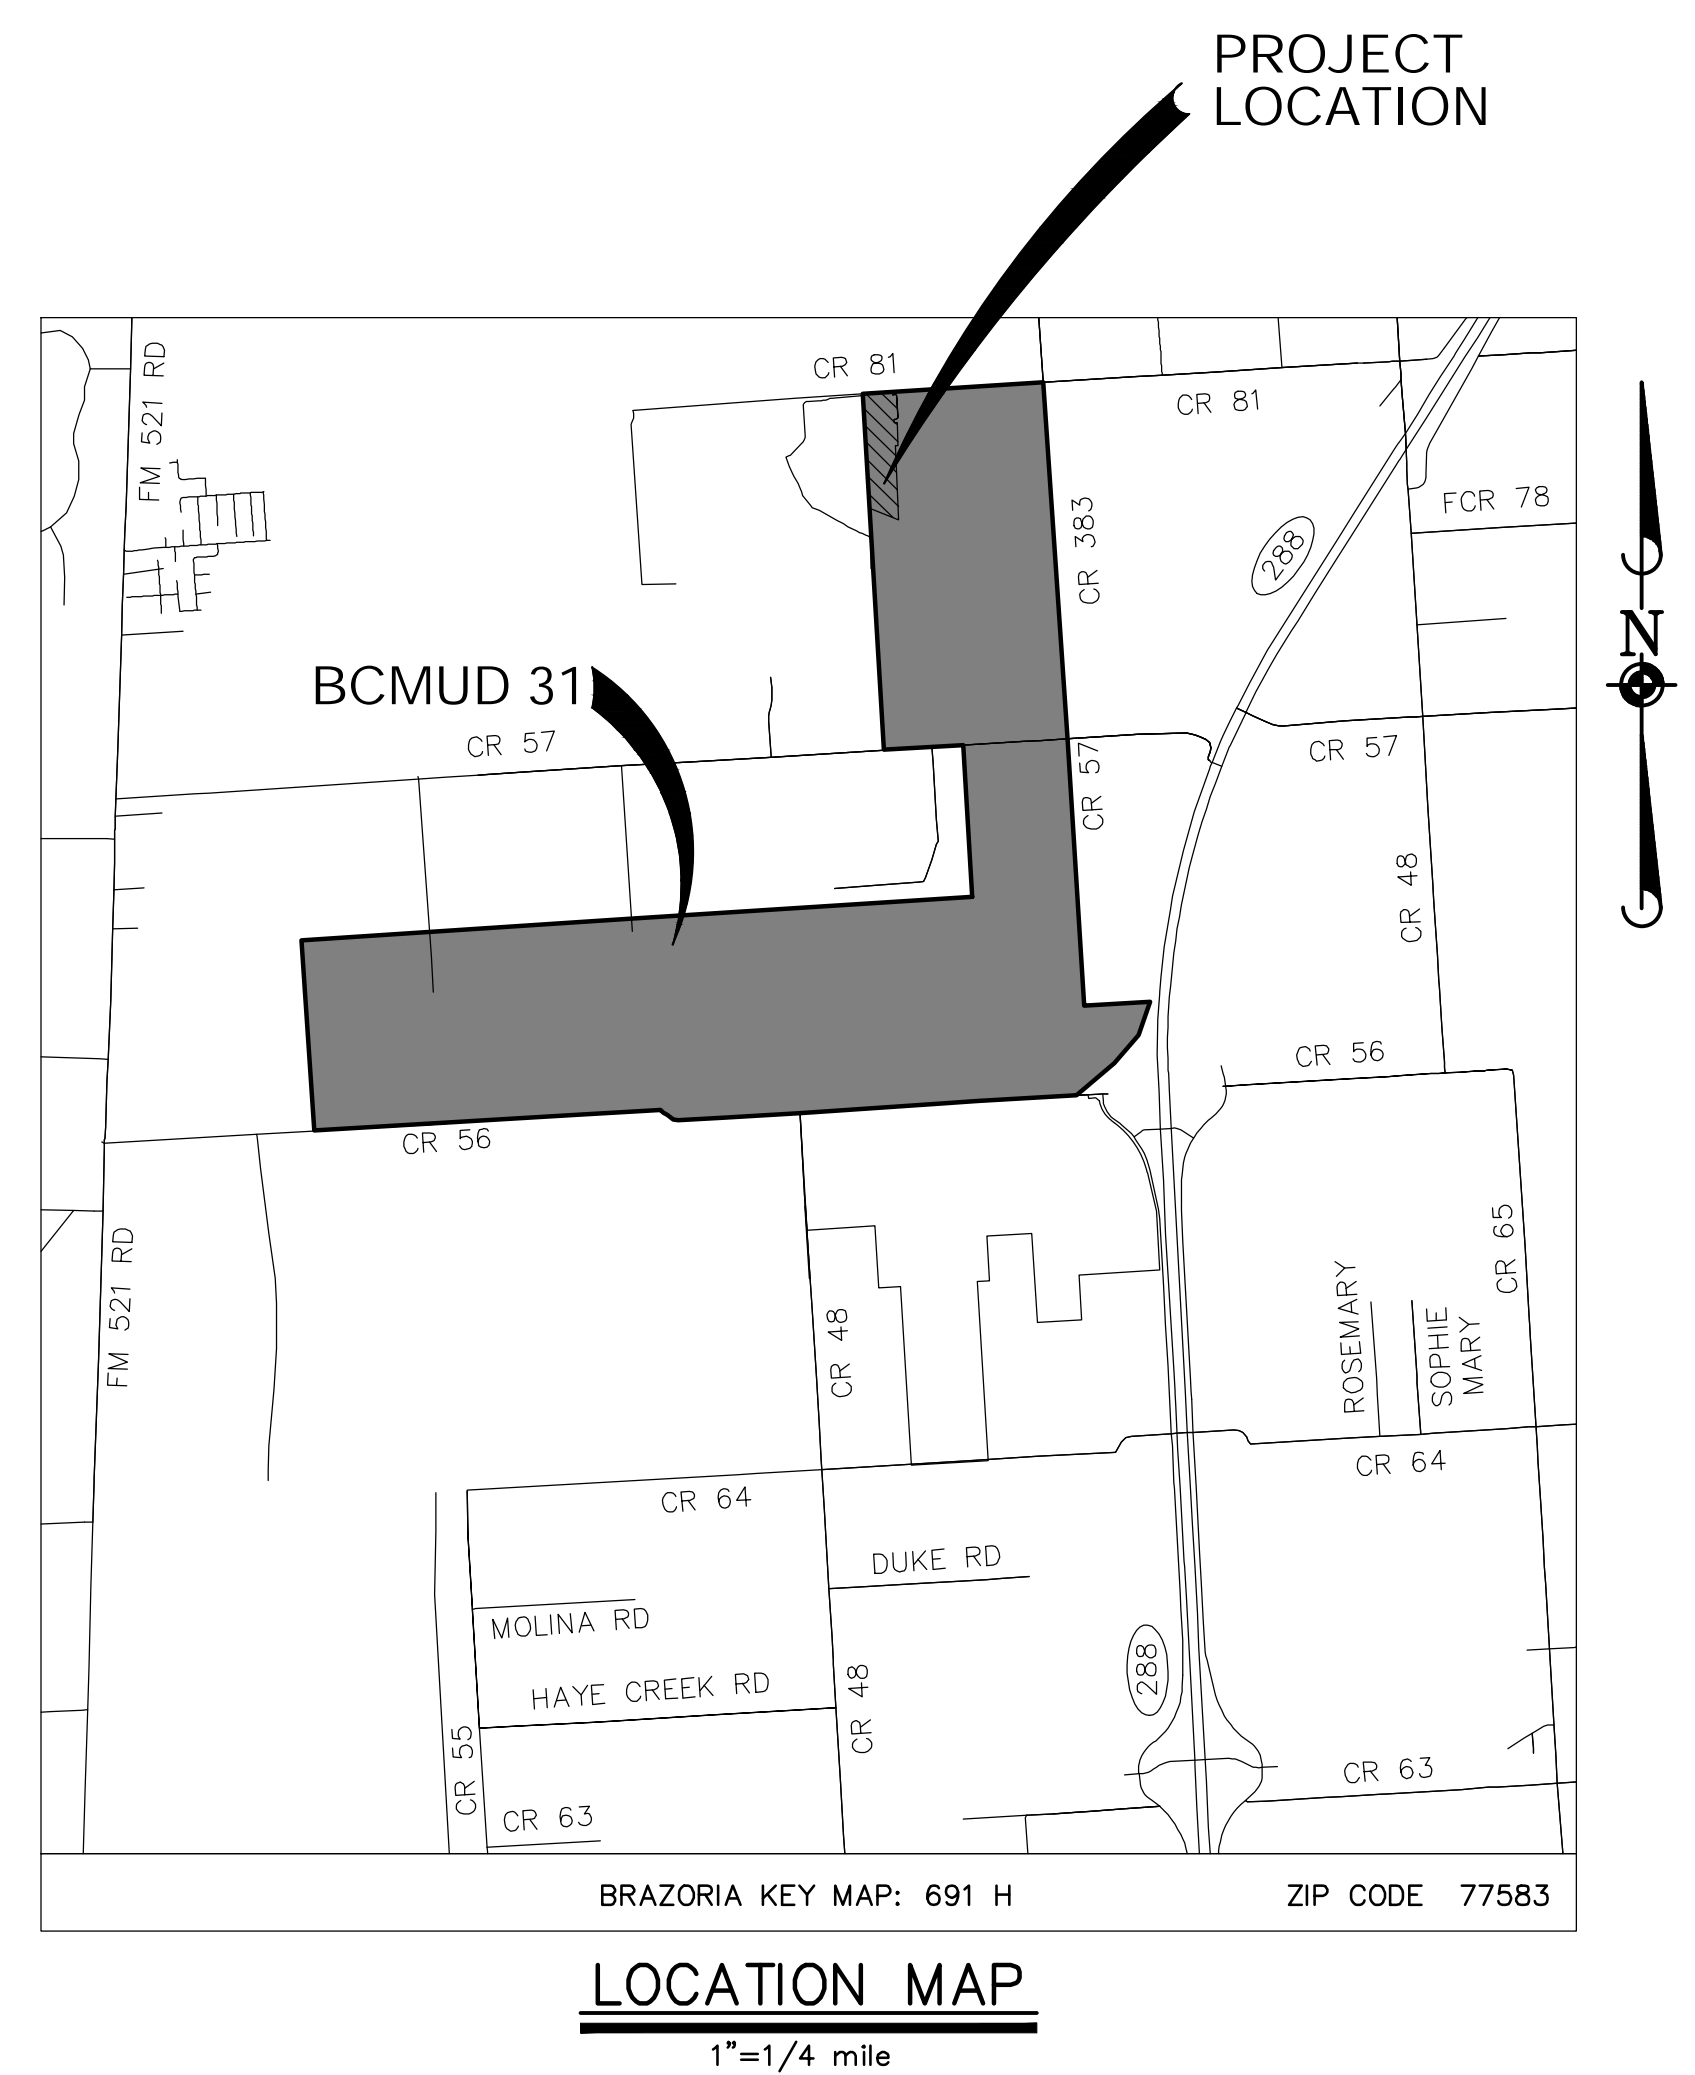 PROJECT
LOCATION
FM 521 RD
CR 81
CR 81
CR 383
288
FCR 78
N
BCMUD 31
CR 57
CR 57
CR 57
CR 48
CR 56
CR 56
FM 521 RD
CR 48
CR 65
ROSEMARY
SOPHIE
MARY
CR 64
CR 64
DUKE RD
MOLINA RD
HAYE CREEK RD
CR 48
288
CR 55
CR 63
CR 63
BRAZORIA KEY MAP: 691 H
ZIP CODE 77583
LOCATION MAP
1"=1/4 mile